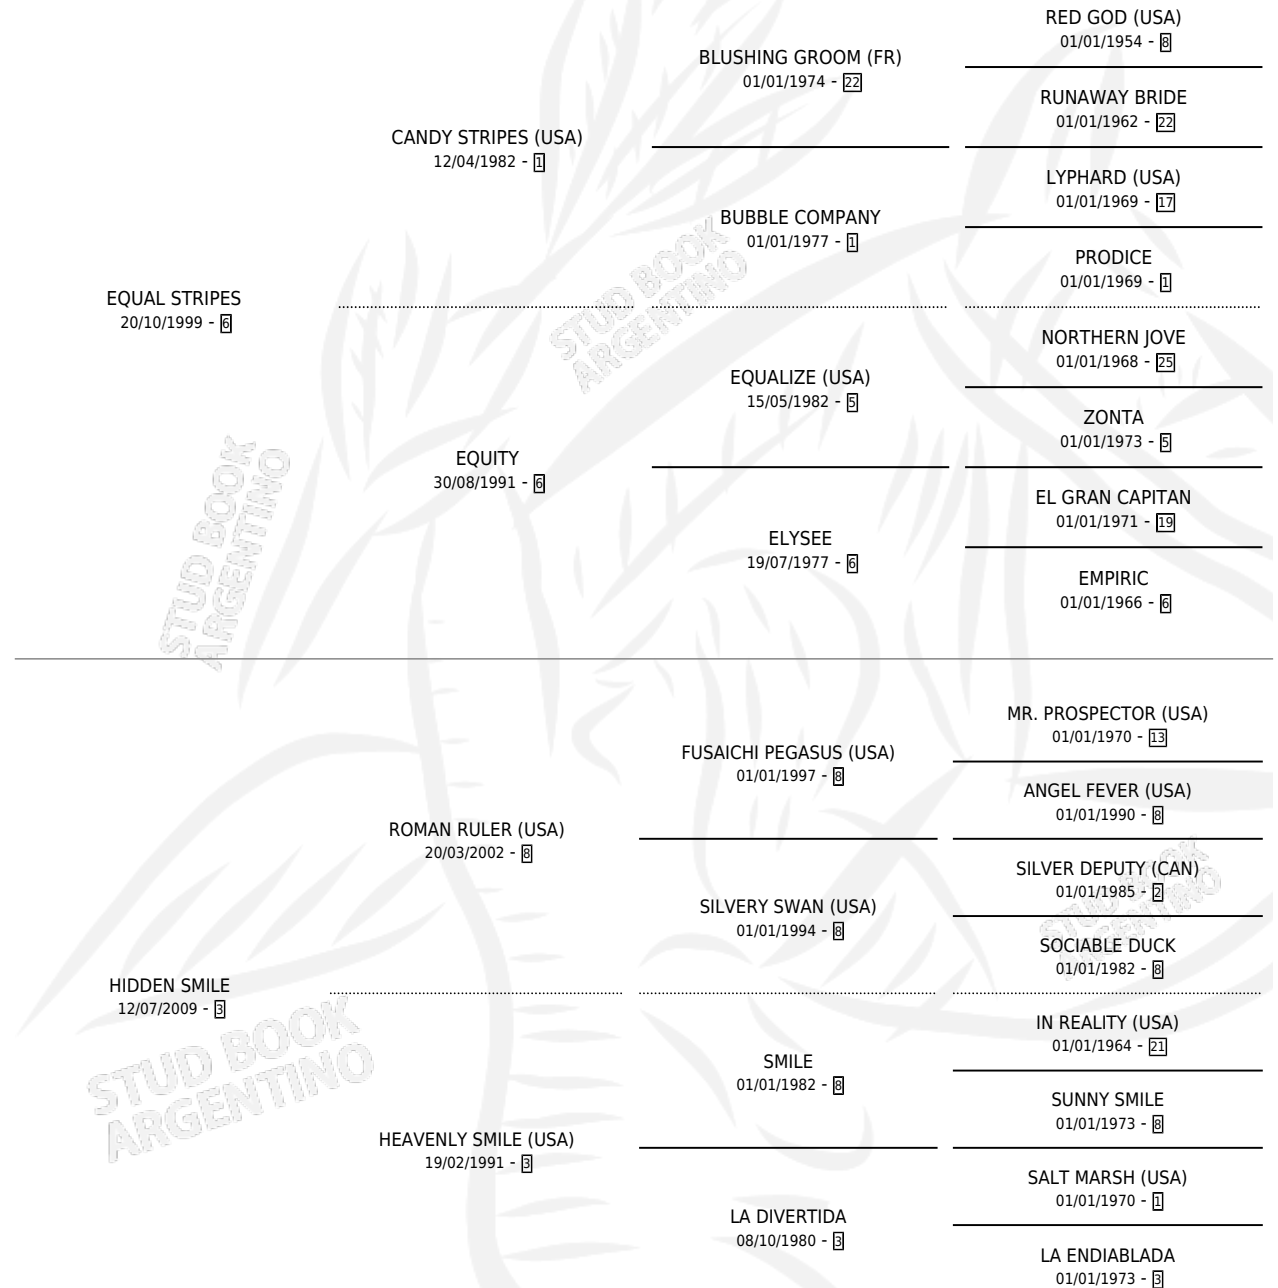 RED GOD (USA)
01/01/1954 - 8
BLUSHING GROOM (FR)
01/01/1974 - 22
RUNAWAY BRIDE
01/01/1962 - 22
CANDY STRIPES (USA)
12/04/1982 - 1
LYPHARD (USA)
01/01/1969 - 17
BUBBLE COMPANY
01/01/1977 - 1
PRODICE
01/01/1969 - 1
EQUAL STRIPES
20/10/1999 - 6
STUD BOOK
ARGENTINO
NORTHERN JOVE
01/01/1968 - 25
EQUALIZE (USA)
15/05/1982 - 5
ZONTA
01/01/1973 - 5
EQUITY
30/08/1991 - 6
EL GRAN CAPITAN
01/01/1971 - 19
ELYSEE
19/07/1977 - 6
EMPIRIC
01/01/1966 - 6
STUD BOOK
ARGENTINO
MR. PROSPECTOR (USA)
01/01/1970 - 13
FUSAICHI PEGASUS (USA)
01/01/1997 - 8
ANGEL FEVER (USA)
01/01/1990 - 8
ROMAN RULER (USA)
20/03/2002 - 8
SILVER DEPUTY (CAN)
01/01/1985 - 2
SILVERY SWAN (USA)
01/01/1994 - 8
STUD BOOK
ARGENTINO
SOCIABLE DUCK
01/01/1982 - 8
HIDDEN SMILE
12/07/2009 - 3
IN REALITY (USA)
01/01/1964 - 21
SMILE
01/01/1982 - 8
STUD BOOK
ARGENTINO
SUNNY SMILE
01/01/1973 - 8
HEAVENLY SMILE (USA)
19/02/1991 - 3
SALT MARSH (USA)
01/01/1970 - 1
LA DIVERTIDA
08/10/1980 - 3
LA ENDIABLADA
01/01/1973 - 3